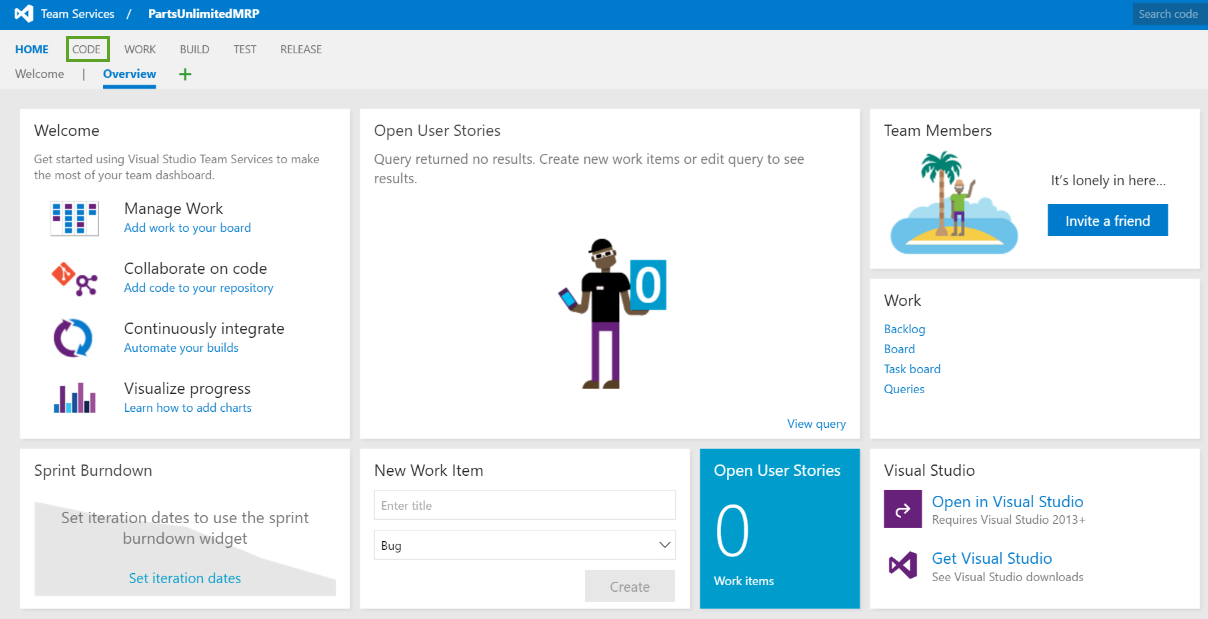 Team Services / PartsUnlimitedMRP
Search code
HOME CODE WORK BUILD TEST RELEASE
Welcome | Overview +
Welcome
Get started using Visual Studio Team Services to make
the most of your team dashboard.
Manage Work
Add work to your board
Collaborate on code
Add code to your repository
Continuously integrate
Automate your builds
Visualize progress
Learn how to add charts
Open User Stories
Query returned no results. Create new work items or edit query to see
results.
0
View query
Team Members
It's lonely in here...
Invite a friend
Work
Backlog
Board
Task board
Queries
Sprint Burndown
Set iteration dates to use the sprint
burndown widget
Set iteration dates
New Work Item
Enter title
Bug
Create
Open User Stories
0
Work items
Visual Studio
Open in Visual Studio
Requires Visual Studio 2013+
Get Visual Studio
See Visual Studio downloads